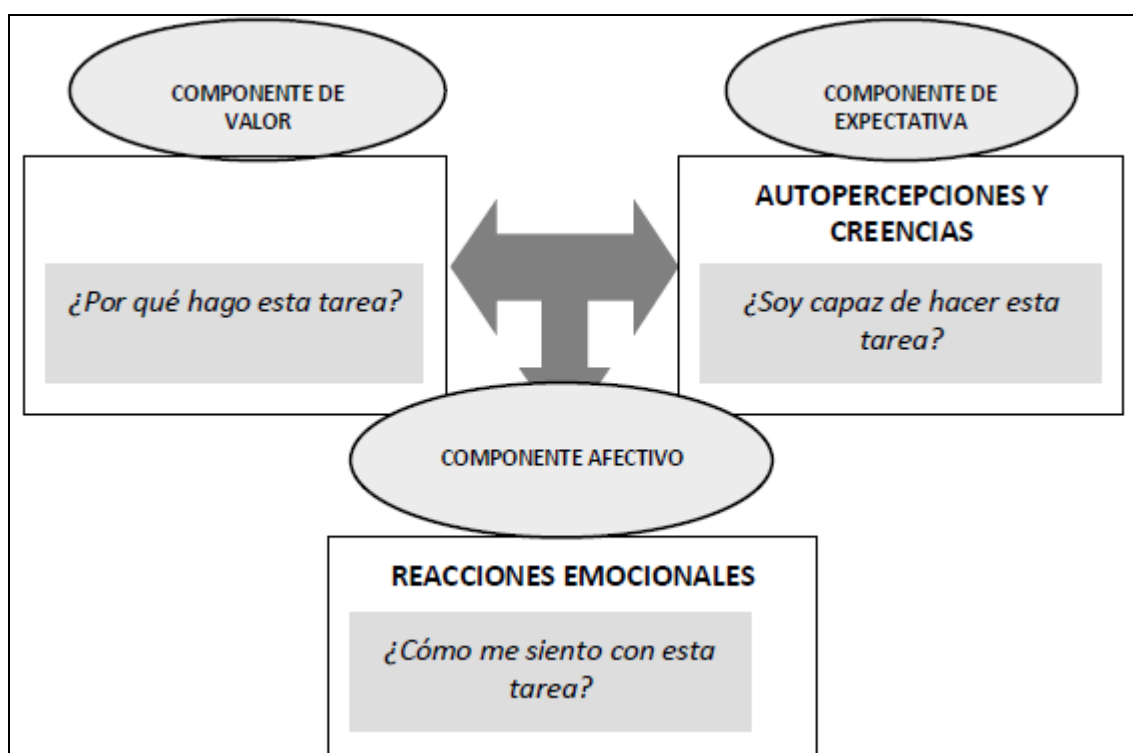 COMPONENTE DE
VALOR
¿Por qué hago esta tarea?
COMPONENTE DE
EXPECTATIVA
AUTOPERCEPCIONES Y
CREENCIAS
¿Soy capaz de hacer esta
tarea?
COMPONENTE AFECTIVO
REACCIONES EMOCIONALES
¿Cómo me siento con esta
tarea?